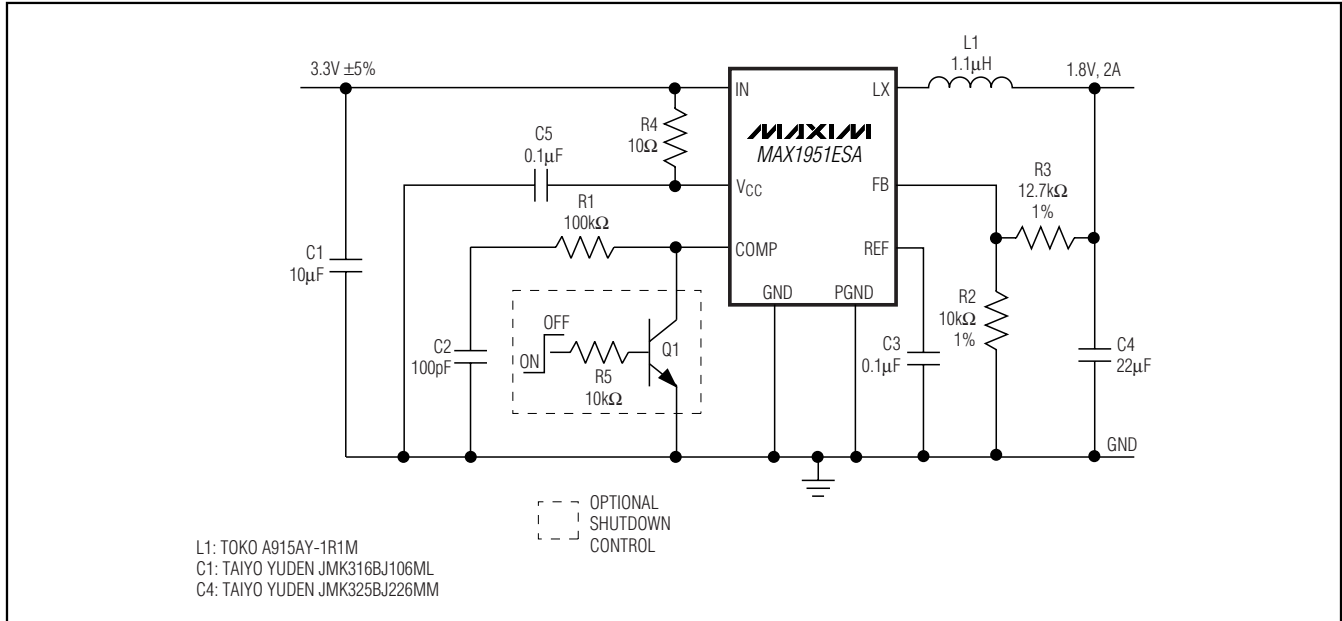 3.3V ±5%
L1
1.1µH
1.8V, 2A
IN
LX
R4
10Ω
MAXIM
MAX1951ESA
C5
0.1µF
VCC
FB
R3
12.7kΩ
1%
R1
100kΩ
COMP
REF
C1
10µF
GND
PGND
R2
10kΩ
1%
OFF
ON
Q1
R5
10kΩ
C2
100pF
C3
0.1µF
C4
22µF
GND
OPTIONAL
SHUTDOWN
CONTROL
L1: TOKO A915AY-1R1M
C1: TAIYO YUDEN JMK316BJ106ML
C4: TAIYO YUDEN JMK325BJ226MM